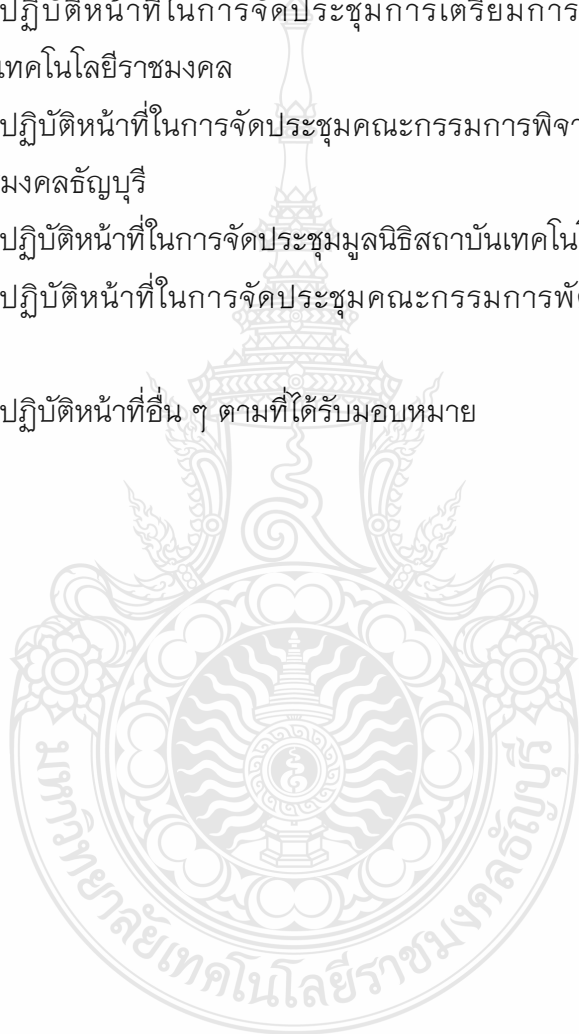 ปฏิบัติหน้าที่ในการจัดประชุมการเตรียมการ
เทคโนโลยีราชมงคล
ปฏิบัติหน้าที่ในการจัดประชุมคณะกรรมการพิจา
มงคลธัญบุรี
ปฏิบัติหน้าที่ในการจัดประชุมมูลนิธิสถาบันเทคโนโ
ปฏิบัติหน้าที่ในการจัดประชุมคณะกรรมการพั
ปฏิบัติหน้าที่อื่น ๆ ตามที่ได้รับมอบหมาย
มหาวิทยาลัยเทคโนโลยีราชมงคลธัญบุรี